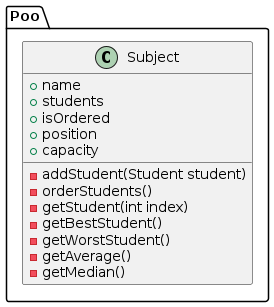 Poo
C Subject
name
students
isOrdered
position
capacity
addStudent(Student student)
orderStudents()
getStudent(int index)
getBestStudent()
getWorstStudent()
getAverage()
getMedian()